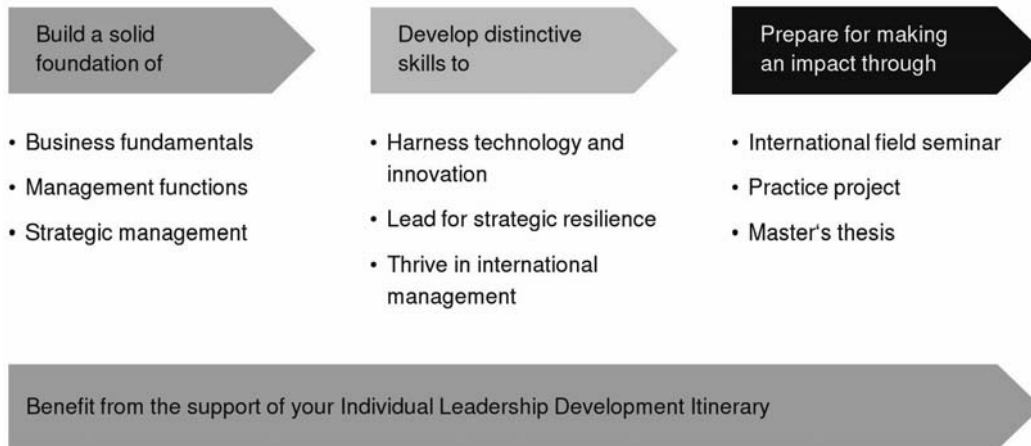 Build a solid
foundation of
• Business fundamentals
• Management functions
• Strategic management
Develop distinctive
skills to
• Harness technology and
innovation
• Lead for strategic resilience
• Thrive in international
management
Prepare for making
an impact through
• International field seminar
• Practice project
• Master‘s thesis
Benefit from the support of your Individual Leadership Development Itinerary